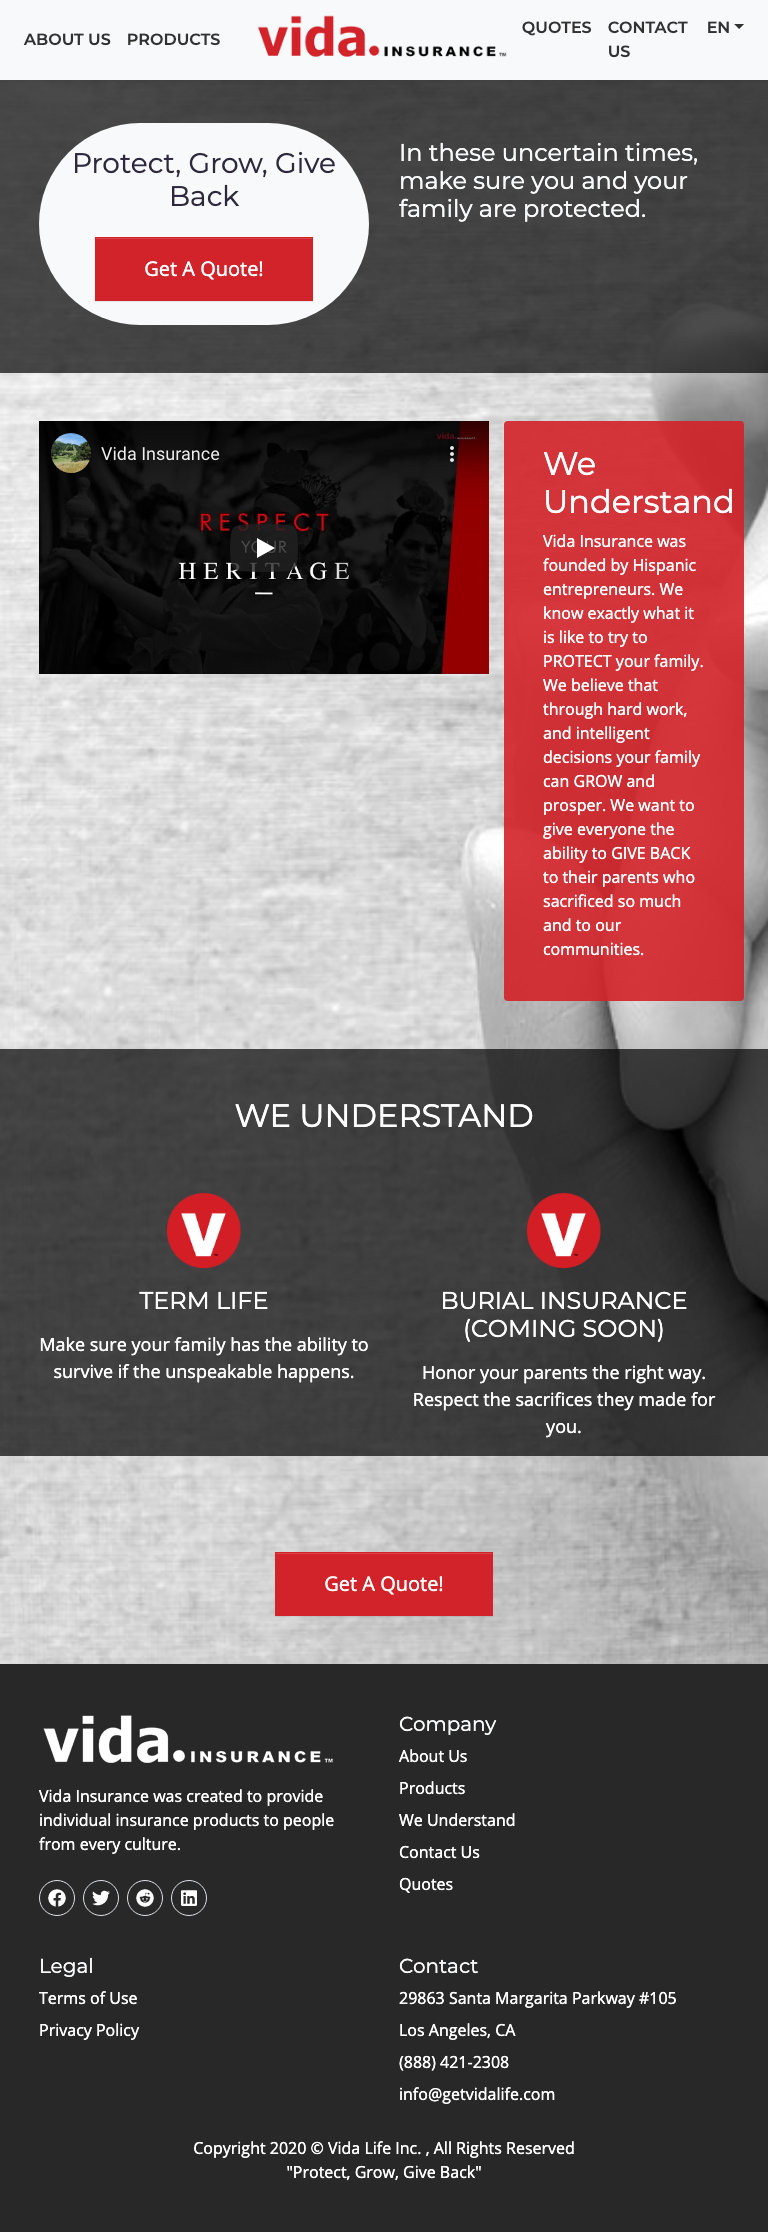 ABOUT US
PRODUCTS
vida.INSURANCE™
QUOTES
CONTACT
US
EN
Protect, Grow, Give
Back
Get A Quote!
In these uncertain times,
make sure you and your
family are protected.
Vida Insurance
vida.INSURANCE
RESPECT
YOUR
HERITAGE
We
Understand
Vida Insurance was
founded by Hispanic
entrepreneurs. We
know exactly what it
is like to try to
PROTECT your family.
We believe that
through hard work,
and intelligent
decisions your family
can GROW and
prosper. We want to
give everyone the
ability to GIVE BACK
to their parents who
sacrificed so much
and to our
communities.
WE UNDERSTAND
V
TERM LIFE
Make sure your family has the ability to
survive if the unspeakable happens.
V
BURIAL INSURANCE
(COMING SOON)
Honor your parents the right way.
Respect the sacrifices they made for
you.
Get A Quote!
vida.INSURANCE™
Vida Insurance was created to provide
individual insurance products to people
from every culture.
Company
About Us
Products
We Understand
Contact Us
Quotes
Legal
Terms of Use
Privacy Policy
Contact
29863 Santa Margarita Parkway #105
Los Angeles, CA
(888) 421-2308
info@getvidalife.com
Copyright 2020 © Vida Life Inc. , All Rights Reserved
"Protect, Grow, Give Back"